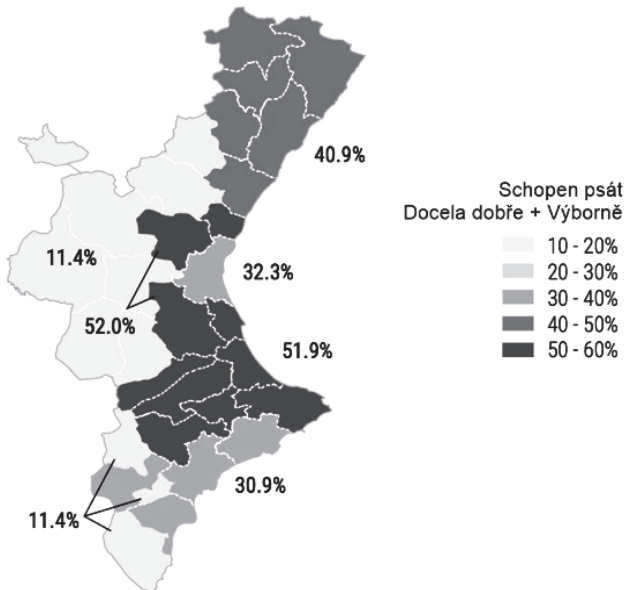 40.9%
11.4%
32.3%
52.0%
51.9%
30.9%
11.4%
Schopen psát
Docela dobře + Výborně
10 - 20%
20 - 30%
30 - 40%
40 - 50%
50 - 60%